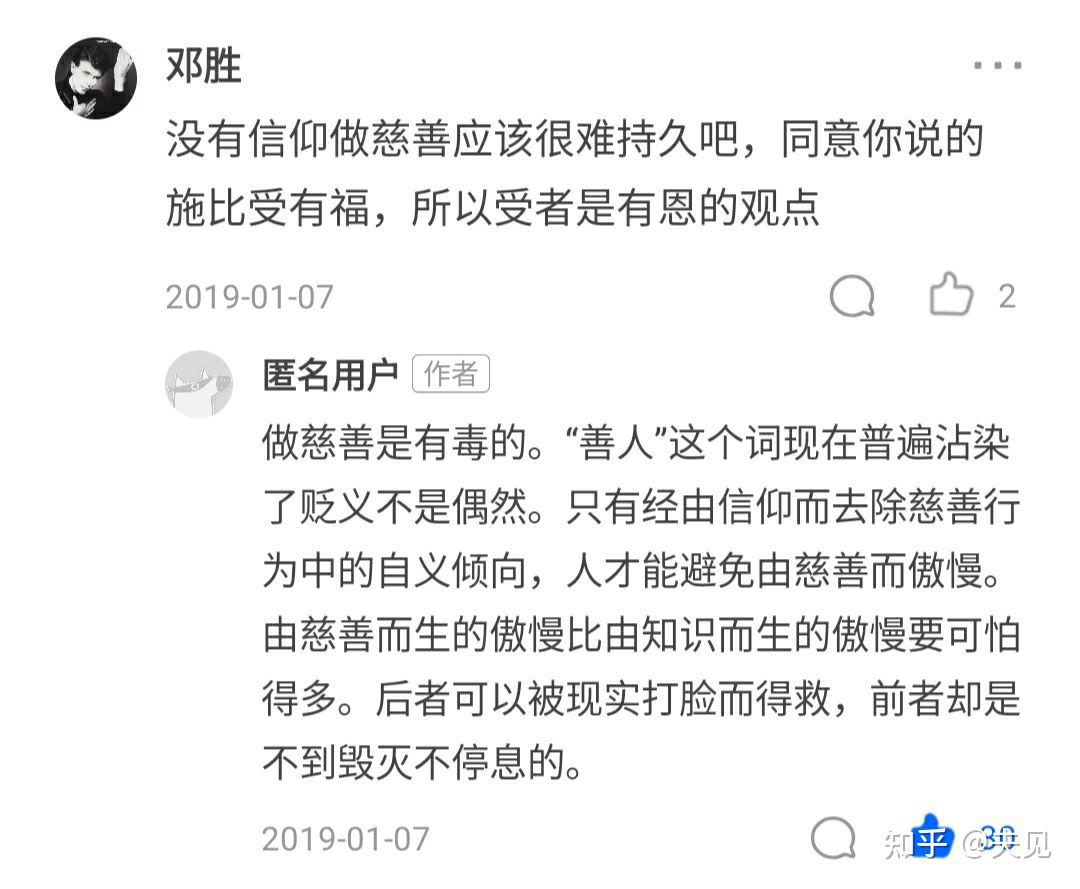 邓胜
没有信仰做慈善应该很难持久吧，同意你说的
施比受有福，所以受者是有恩的观点
2019-01-07
2
匿名用户 作者
做慈善是有毒的。“善人”这个词现在普遍沾染
了贬义不是偶然。只有经由信仰而去除慈善行
为中的自义倾向，人才能避免由慈善而傲慢。
由慈善而生的傲慢比由知识而生的傲慢要可怕
得多。后者可以被现实打脸而得救，前者却是
不到毁灭不停息的。
2019-01-07
知乎